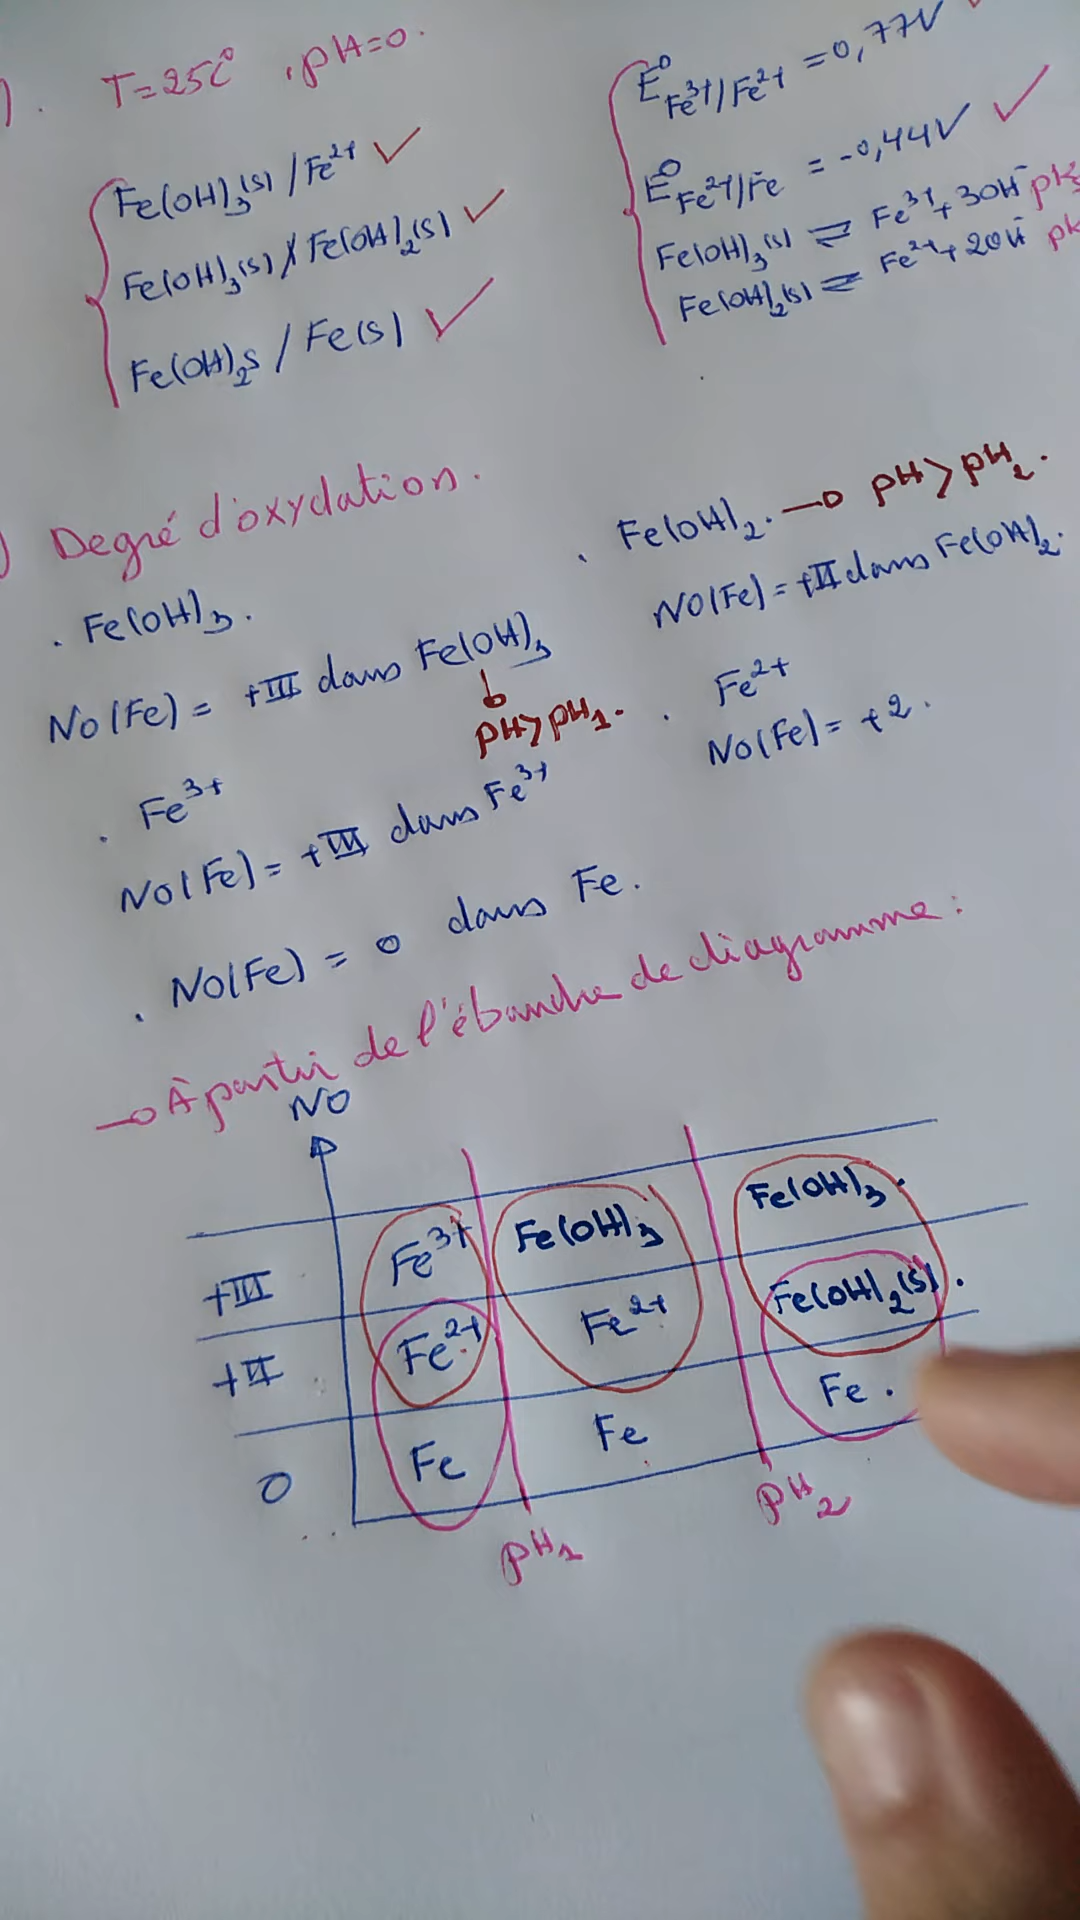 ). T=25C° , pH=0.
Fe(OH)3(s) / Fe2+ ✓
Fe(OH)3(s) / Fe(OH)2(s) ✓
Fe(OH)2s / Fe(s) ✓
E° Fe3+/Fe2+ = 0,77V ✓
E° Fe2+/Fe = -0,44V ✓
Fe(OH)3(s) ⇌ Fe3+ + 3OH- pks
Fe(OH)2(s) ⇌ Fe2+ + 2OH- pk
) Degré d'oxydation.
. Fe(OH)3.
No(Fe) = +III dans Fe(OH)3
pH>pH1.
. Fe3+
No(Fe) = +III dans Fe3+
. No(Fe) = 0 dans Fe.
. Fe(OH)2. → pH>pH2.
No(Fe) = +II dans Fe(OH)2.
. Fe2+
No(Fe) = +2.
→ À partir de l'ébauche de diagramme :
NO
+III Fe3+ Fe(OH)3 Fe(OH)3.
+II Fe2+ Fe2+ Fe(OH)2(s).
0 Fe Fe Fe.
pH1 pH2